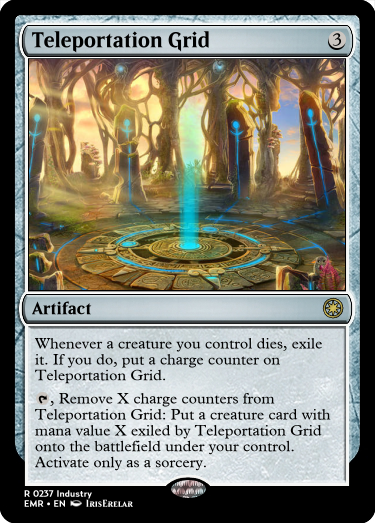 Teleportation Grid 3
Artifact
Whenever a creature you control dies, exile
it. If you do, put a charge counter on
Teleportation Grid.
, Remove X charge counters from
Teleportation Grid: Put a creature card with
mana value X exiled by Teleportation Grid
onto the battlefield under your control.
Activate only as a sorcery.
R 0237 Industry
EMR • EN IrisErelar